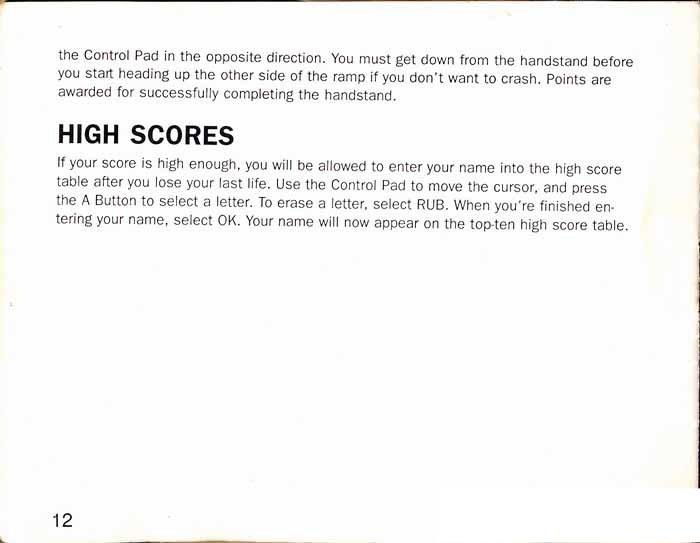 the Control Pad in the opposite direction. You must get down from the handstand before
you start heading up the other side of the ramp if you don't want to crash. Points are
awarded for successfully completing the handstand.
HIGH SCORES
If your score is high enough, you will be allowed to enter your name into the high score
table after you lose your last life. Use the Control Pad to move the cursor, and press
the A Button to select a letter. To erase a letter, select RUB. When you're finished en-
tering your name, select OK. Your name will now appear on the top-ten high score table.
12